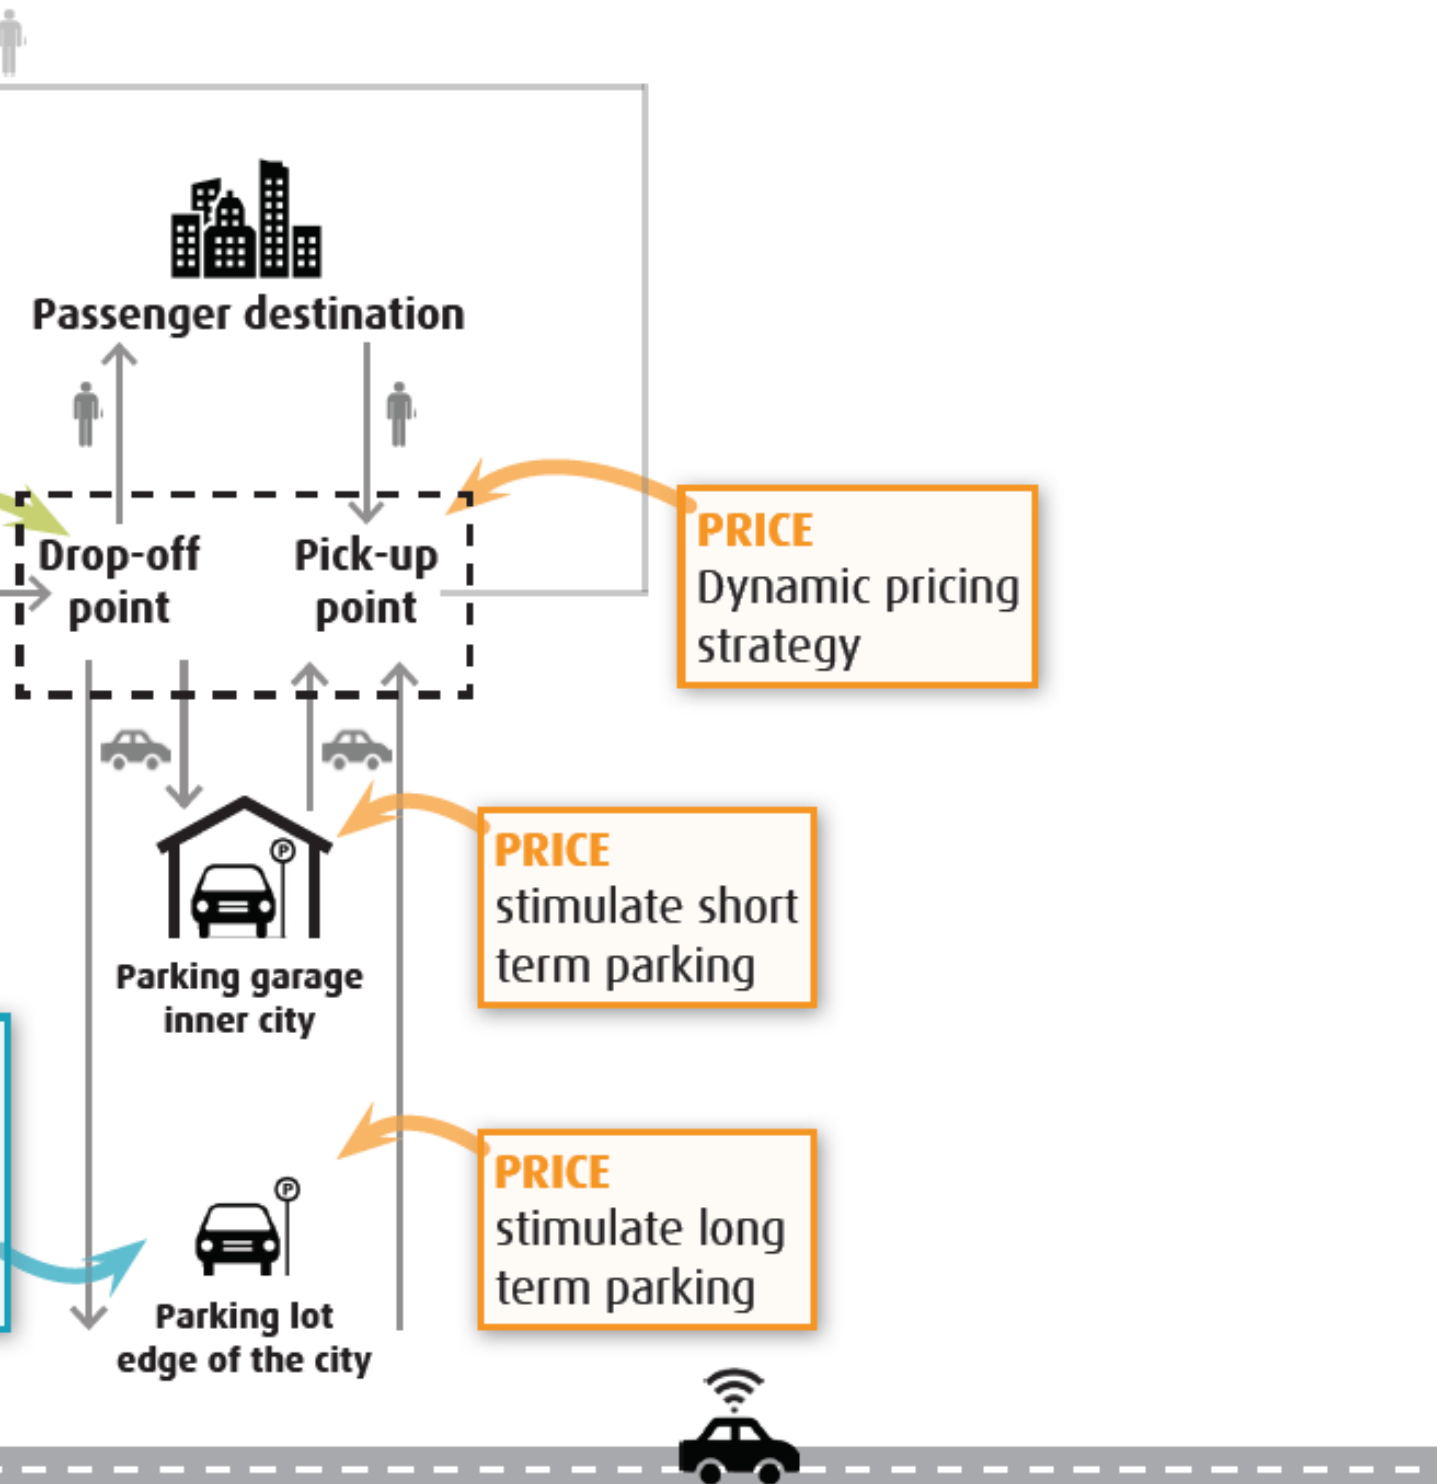 Passenger destination
Drop-off
point
Pick-up
point
PRICE
Dynamic pricing
strategy
P
PRICE
stimulate short
term parking
Parking garage
inner city
PRICE
stimulate long
term parking
P
Parking lot
edge of the city